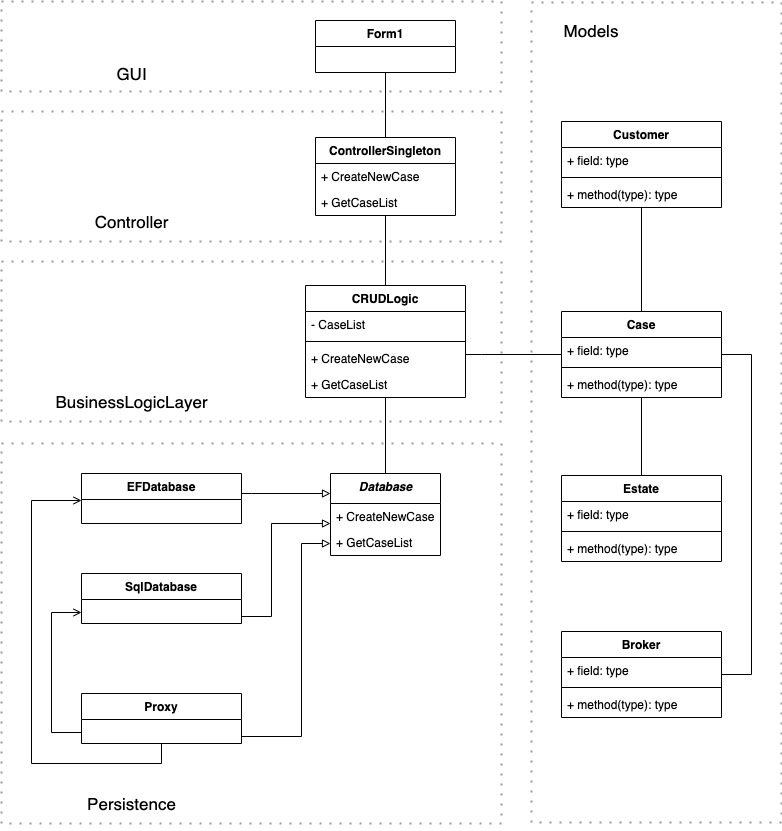 Form1
GUI
ControllerSingleton
+ CreateNewCase
+ GetCaseList
Controller
CRUDLogic
- CaseList
+ CreateNewCase
+ GetCaseList
BusinessLogicLayer
EFDatabase
Database
+ CreateNewCase
+ GetCaseList
SqlDatabase
Proxy
Persistence
Models
Customer
+ field: type
+ method(type): type
Case
+ field: type
+ method(type): type
Estate
+ field: type
+ method(type): type
Broker
+ field: type
+ method(type): type